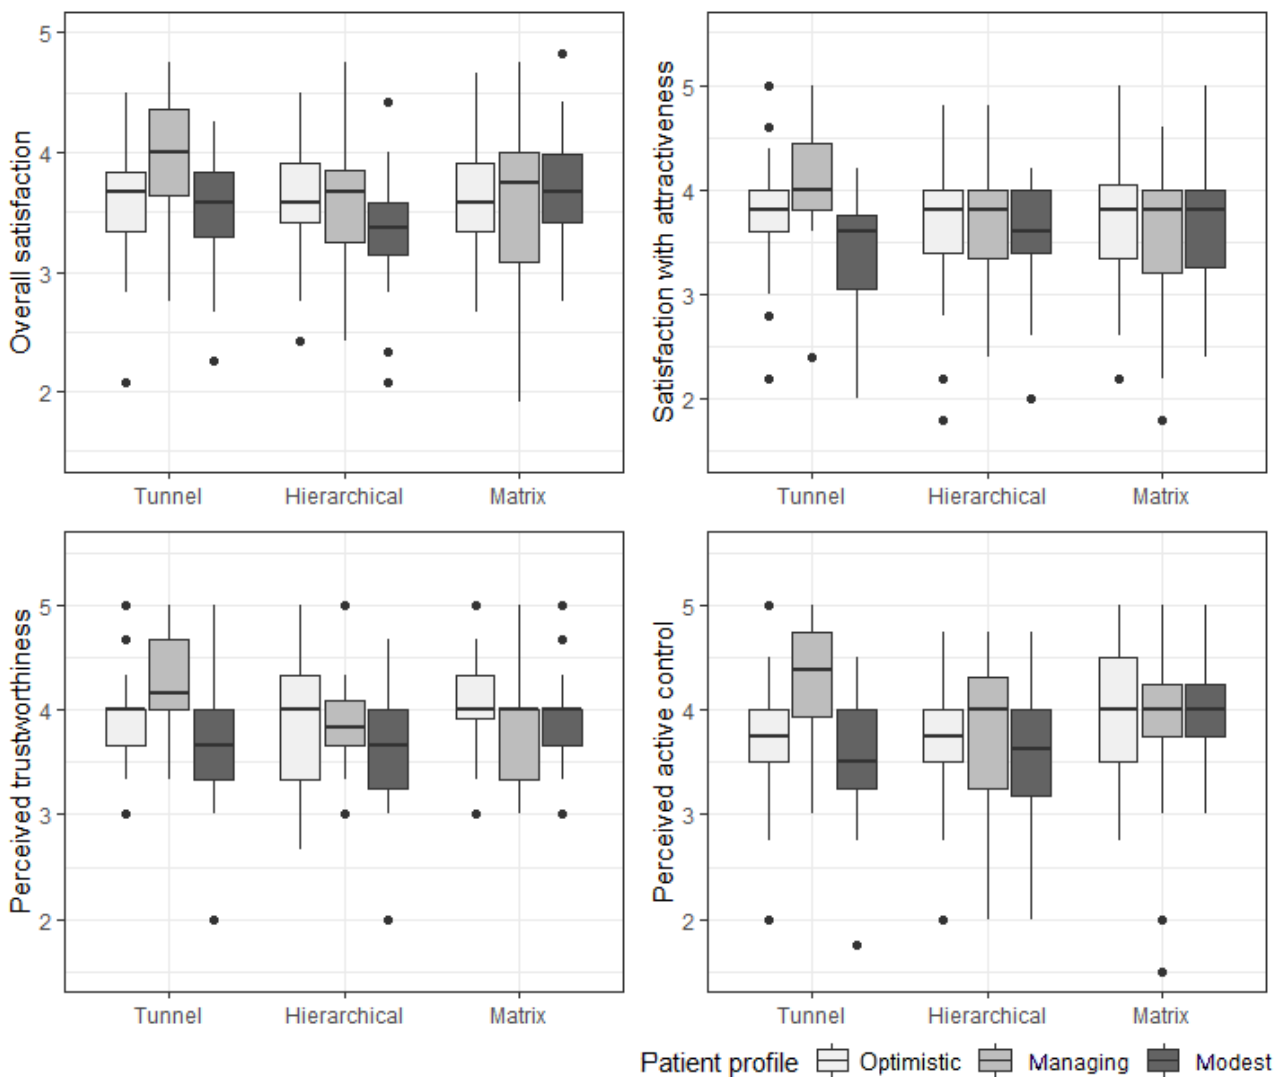 Overall satisfaction
5
4
3
2
Tunnel Hierarchical Matrix
Satisfaction with attractiveness
5
4
3
2
Tunnel Hierarchical Matrix
Perceived trustworthiness
5
4
3
2
Tunnel Hierarchical Matrix
Perceived active control
5
4
3
2
Tunnel Hierarchical Matrix
Patient profile Optimistic Managing Modest